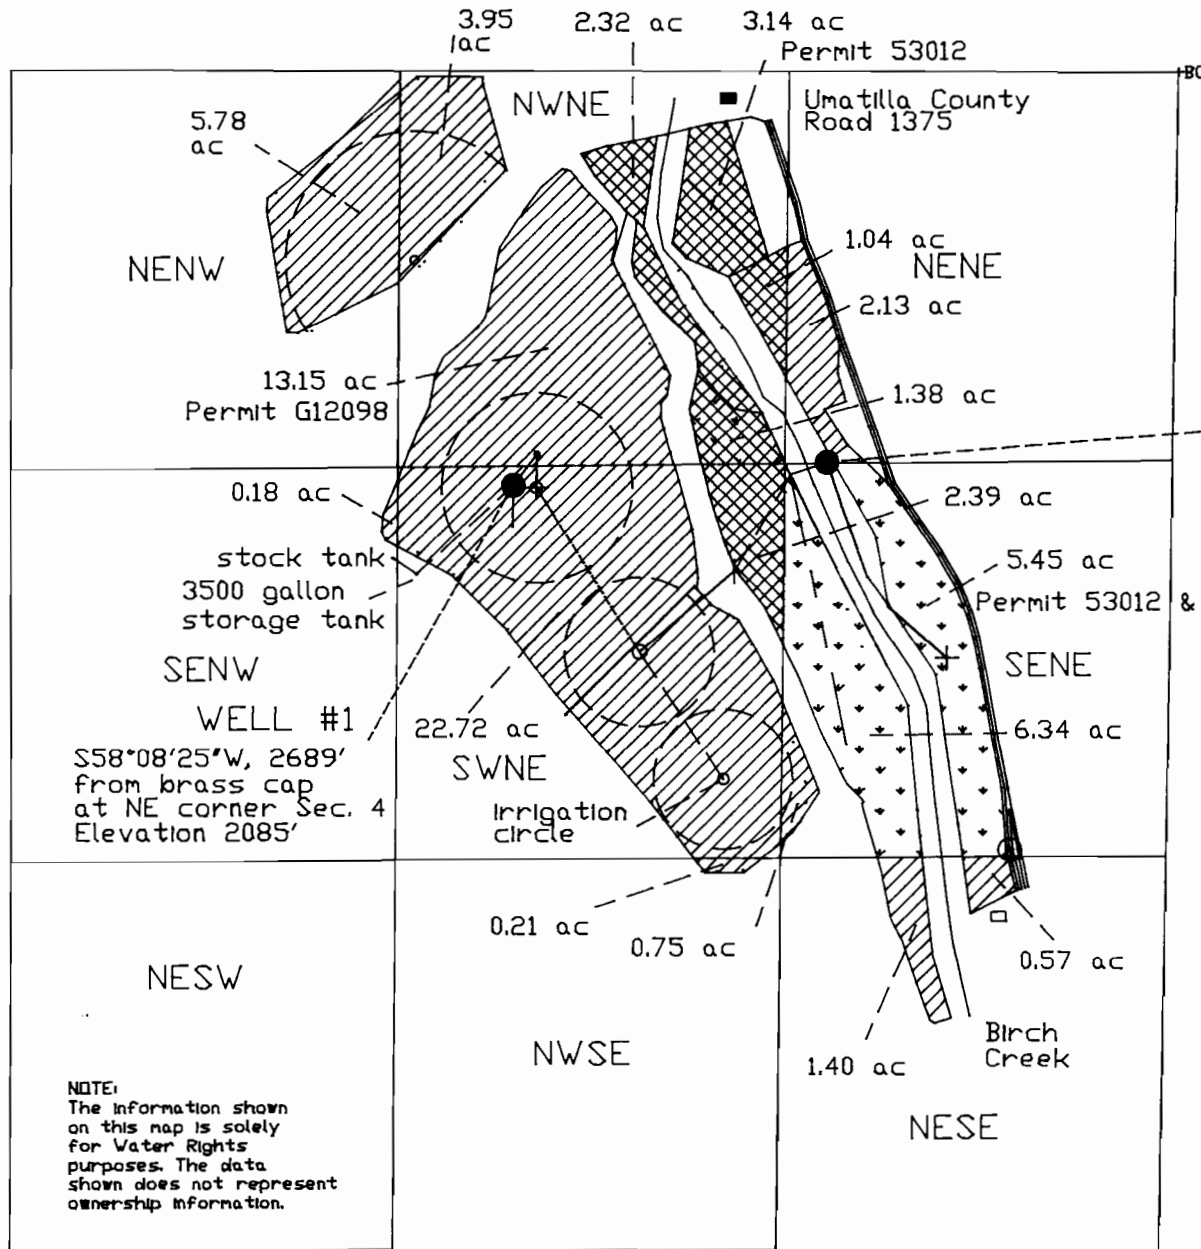 3.95
ac
2.32 ac
3.14 ac
Permit 53012
BC
NWNE
Umatilla County
Road 1375
5.78
ac
1.04 ac
NENW
NENE
2.13 ac
13.15 ac
Permit G12098
1.38 ac
0.18 ac
2.39 ac
stock tank
3500 gallon
storage tank
5.45 ac
Permit 53012 &
SENW
SENE
WELL #1
22.72 ac
6.34 ac
S58°08'25"W, 2689'
from brass cap
at NE corner Sec. 4
Elevation 2085'
SWNE
irrigation
circle
0.21 ac
0.75 ac
0.57 ac
NESW
Birch
Creek
NWSE
1.40 ac
NESE
NOTE:
The information shown
on this map is solely
for Water Rights
purposes. The data
shown does not represent
ownership information.